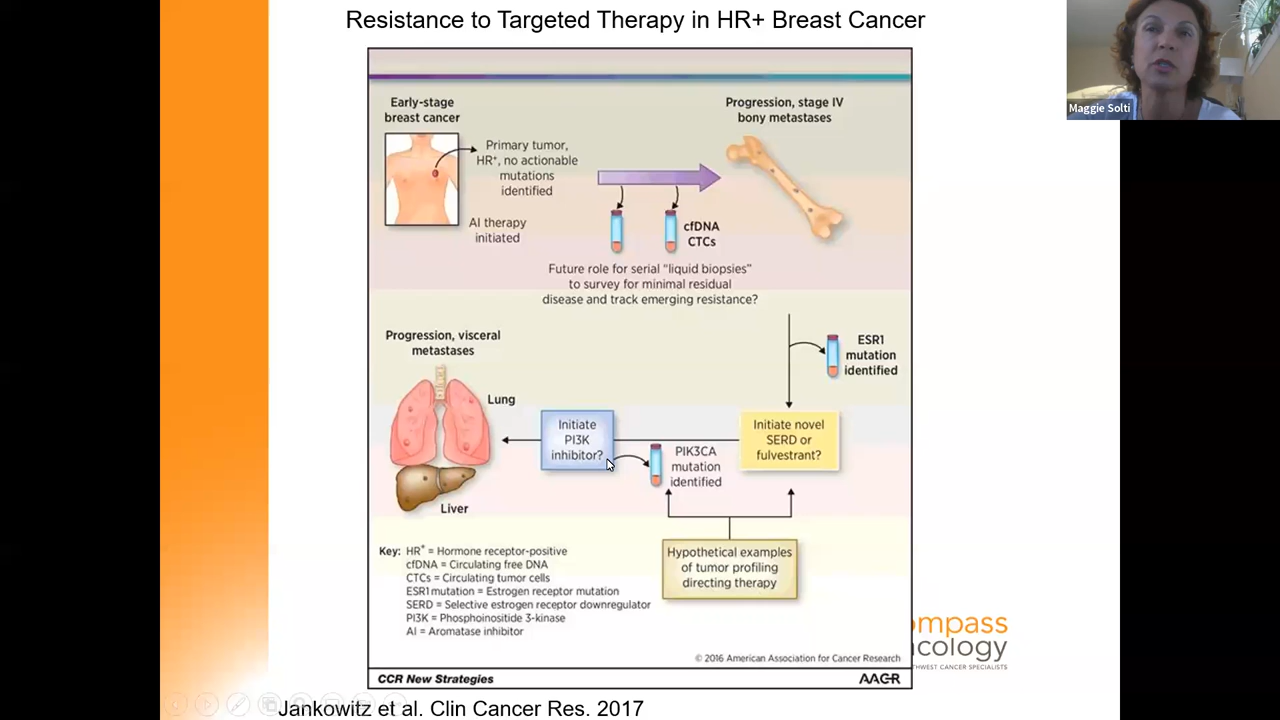 Resistance to Targeted Therapy in HR+ Breast Cancer
Maggie Solti
Early-stage
breast cancer
Primary tumor,
HR⁺, no actionable
mutations
identified
AI therapy
initiated
Progression, stage IV
bony metastases
cfDNA
CTCs
Future role for serial “liquid biopsies”
to survey for minimal residual
disease and track emerging resistance?
ESR1
mutation
identified
Progression, visceral
metastases
Lung
Liver
Initiate
PI3K
inhibitor?
PIK3CA
mutation
identified
Initiate novel
SERD or
fulvestrant?
Hypothetical examples
of tumor profiling
directing therapy
Key: HR⁺ = Hormone receptor-positive
cfDNA = Circulating free DNA
CTCs = Circulating tumor cells
ESR1 mutation = Estrogen receptor mutation
SERD = Selective estrogen receptor downregulator
PI3K = Phosphoinositide 3-kinase
AI = Aromatase inhibitor
© 2016 American Association for Cancer Research
CCR New Strategies
AACR
ompass
ncology
HWEST CANCER SPECIALISTS
Jankowitz et al. Clin Cancer Res. 2017